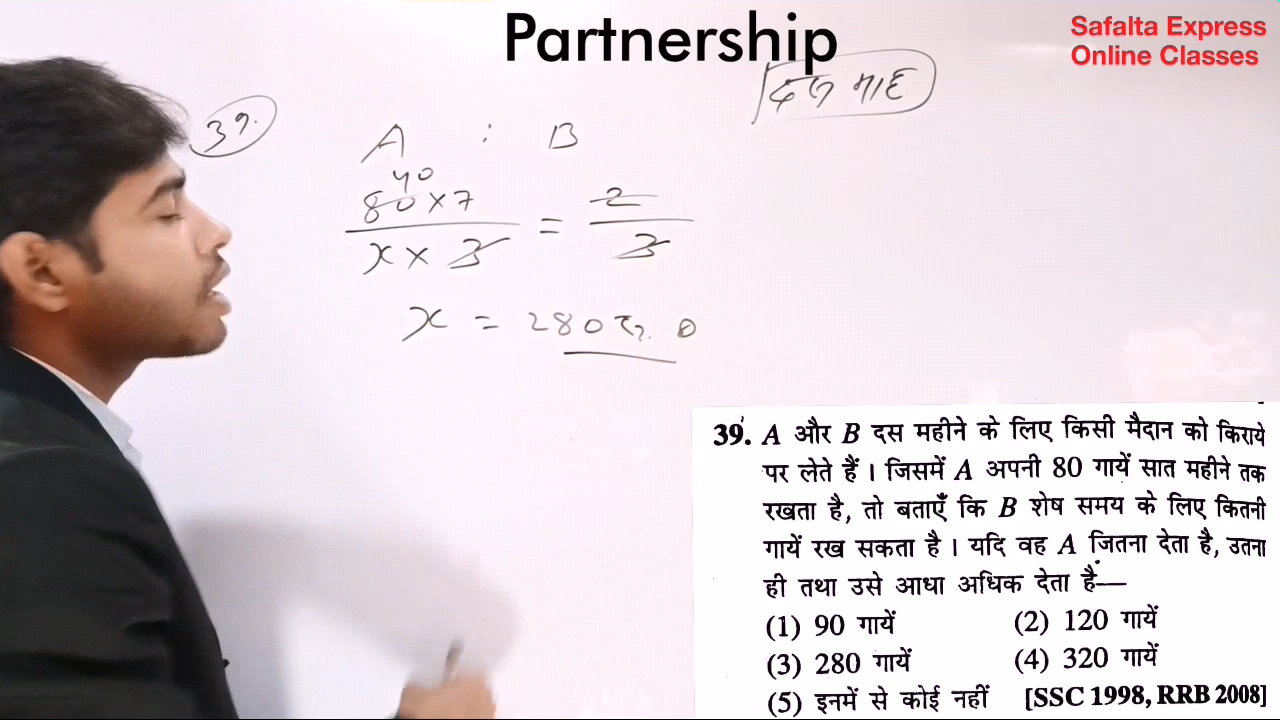 Partnership
Safalta Express
Online Classes
दस माह
39.
A : B
40
80 × 7 / x × 3 = 2 / 3
x = 280 रु. 0
39. A और B दस महीने के लिए किसी मैदान को किराये
पर लेते हैं । जिसमें A अपनी 80 गायें सात महीने तक
रखता है, तो बताएँ कि B शेष समय के लिए कितनी
गायें रख सकता है । यदि वह A जितना देता है, उतना
ही तथा उसे आधा अधिक देता है—
(1) 90 गायें (2) 120 गायें
(3) 280 गायें (4) 320 गायें
(5) इनमें से कोई नहीं [SSC 1998, RRB 2008]